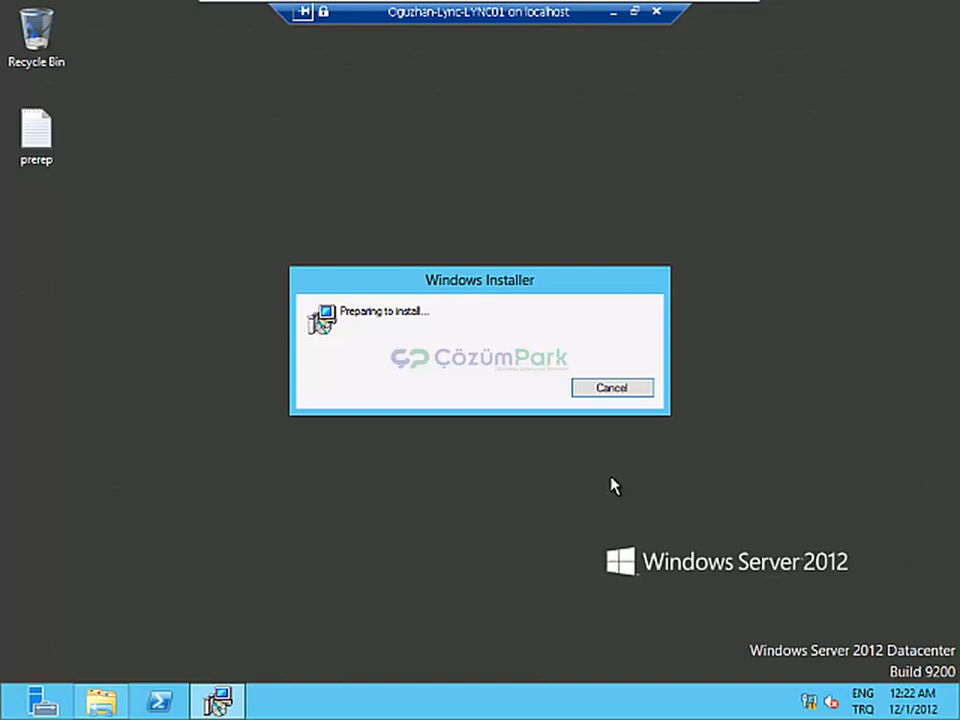 Oguzhan-Lync-LYNC01 on localhost
Recycle Bin
prerep
Windows Installer
Preparing to install...
ÇözümPark
Cancel
Windows Server 2012
Windows Server 2012 Datacenter
Build 9200
ENG
12:22 AM
TRQ
12/1/2012